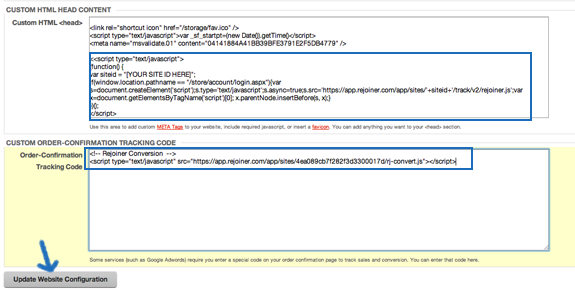 CUSTOM HTML HEAD CONTENT
Custom HTML <head>
<link rel="shortcut icon" href="/storage/fav.ico" />
<script type="text/javascript">var _sf_startpt=(new Date()).getTime()</script>
<meta name="msvalidate.01" content="04141884A41BB39BFE3791E2F5DB4779" />
<<script type="text/javascript">
(function() {
var siteid = "[YOUR SITE ID HERE]";
if(window.location.pathname == "/store/account/login.aspx"){var
s=document.createElement('script');s.type='text/javascript';s.async=true;s.src='https://app.rejoiner.com/app/sites/'+siteid+'/track/v2/rejoiner.js';var
x=document.getElementsByTagName('script')[0]; x.parentNode.insertBefore(s, x);}
})();
</script>
Use this area to add custom META Tags to your website, include required javascript, or insert a favicon. You can add anything you want to your <head> section.
CUSTOM ORDER-CONFIRMATION TRACKING CODE
Order-Confirmation
Tracking Code
<!-- Rejoiner Conversion -->
<script type="text/javascript" src="https://app.rejoiner.com/app/sites/4ea089cb7f282f3d3300017d/rj-convert.js"></script>
Some services (such as Google Adwords) require you enter a special code on your order confirmation page to track sales and conversion. You can enter that code here.
Update Website Configuration